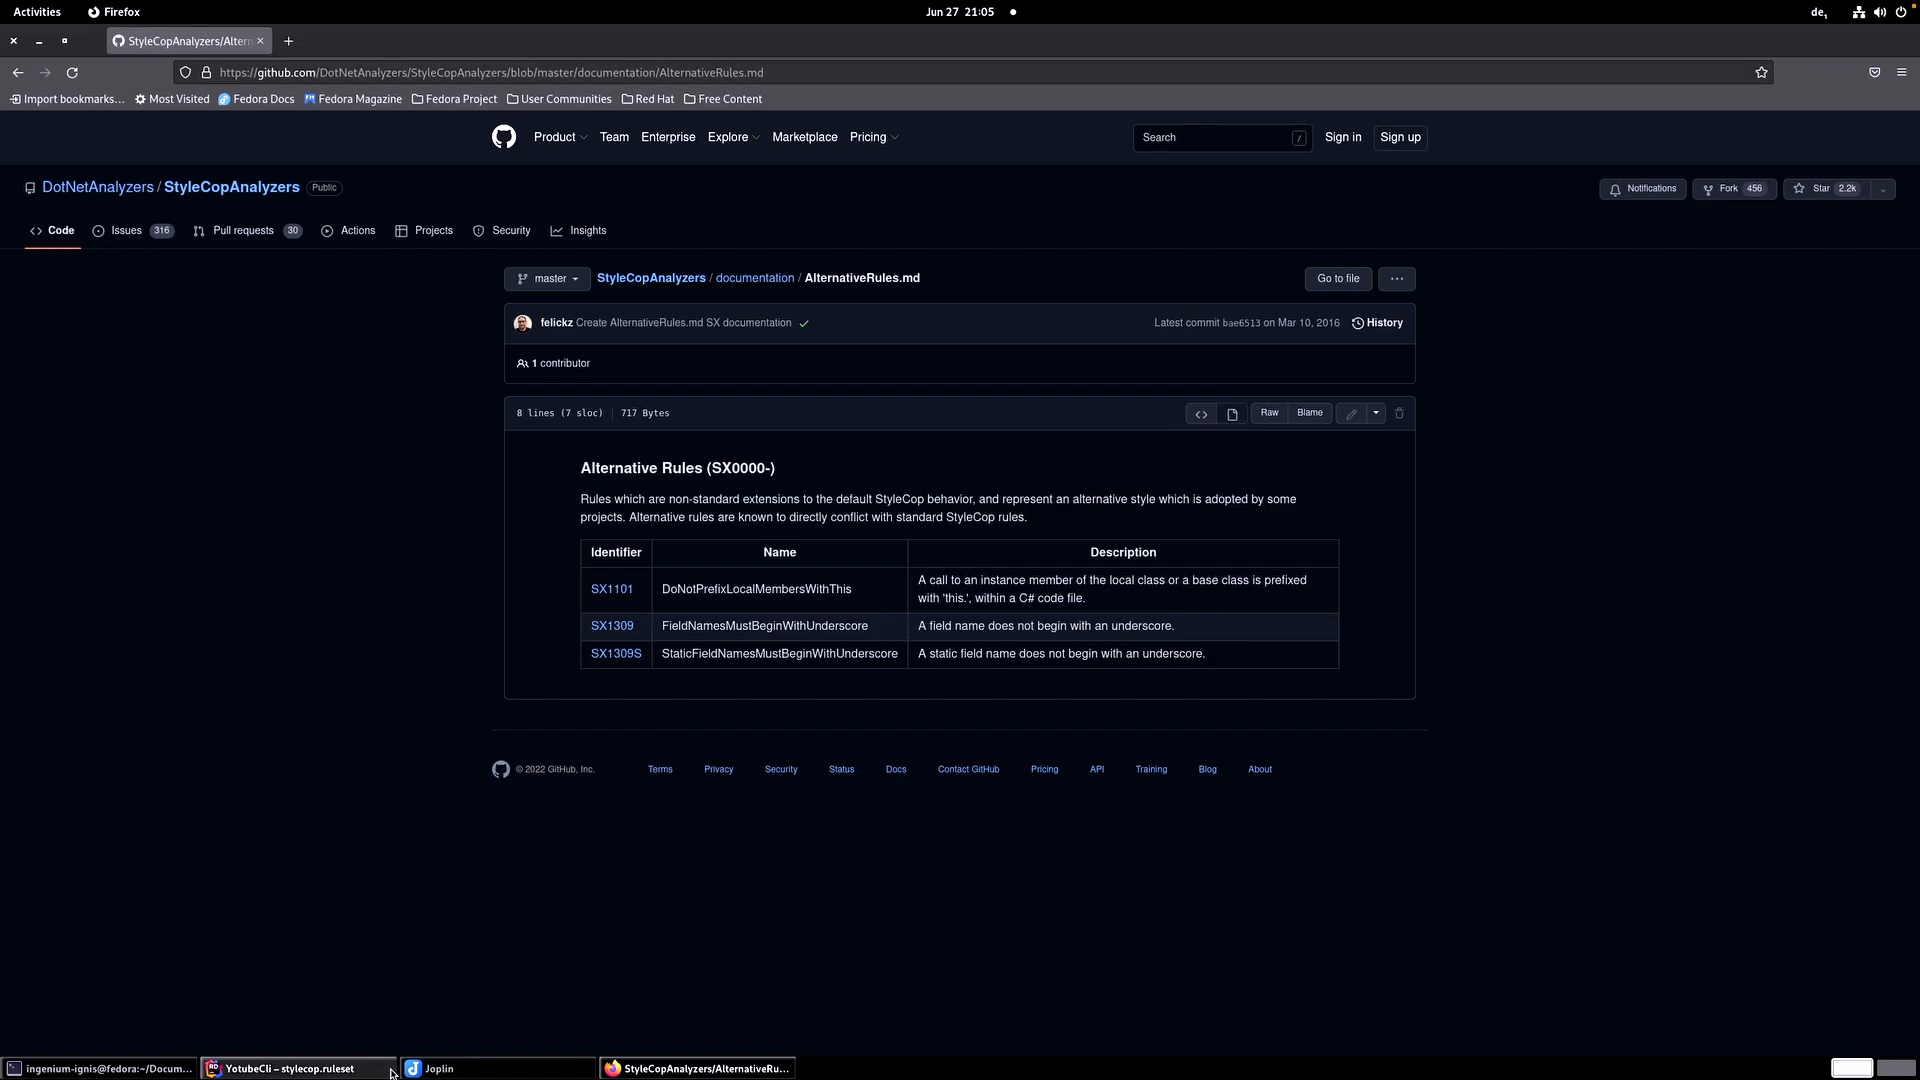 Activities Firefox Jun 27 21:05 de,
StyleCopAnalyzers/Altern
https://github.com/DotNetAnalyzers/StyleCopAnalyzers/blob/master/documentation/AlternativeRules.md
Import bookmarks... Most Visited Fedora Docs Fedora Magazine Fedora Project User Communities Red Hat Free Content
Product Team Enterprise Explore Marketplace Pricing Search / Sign in Sign up
DotNetAnalyzers / StyleCopAnalyzers Public Notifications Fork 456 Star 2.2k
Code Issues 316 Pull requests 30 Actions Projects Security Insights
master StyleCopAnalyzers / documentation / AlternativeRules.md Go to file ...
felickz Create AlternativeRules.md SX documentation Latest commit bae6513 on Mar 10, 2016 History
1 contributor
8 lines (7 sloc) 717 Bytes Raw Blame
Alternative Rules (SX0000-)
Rules which are non-standard extensions to the default StyleCop behavior, and represent an alternative style which is adopted by some
projects. Alternative rules are known to directly conflict with standard StyleCop rules.
Identifier Name Description
SX1101 DoNotPrefixLocalMembersWithThis A call to an instance member of the local class or a base class is prefixed
with 'this.', within a C# code file.
SX1309 FieldNamesMustBeginWithUnderscore A field name does not begin with an underscore.
SX1309S StaticFieldNamesMustBeginWithUnderscore A static field name does not begin with an underscore.
© 2022 GitHub, Inc. Terms Privacy Security Status Docs Contact GitHub Pricing API Training Blog About
ingenium-ignis@fedora:~/Docum... YotubeCli – stylecop.ruleset Joplin StyleCopAnalyzers/AlternativeRu...